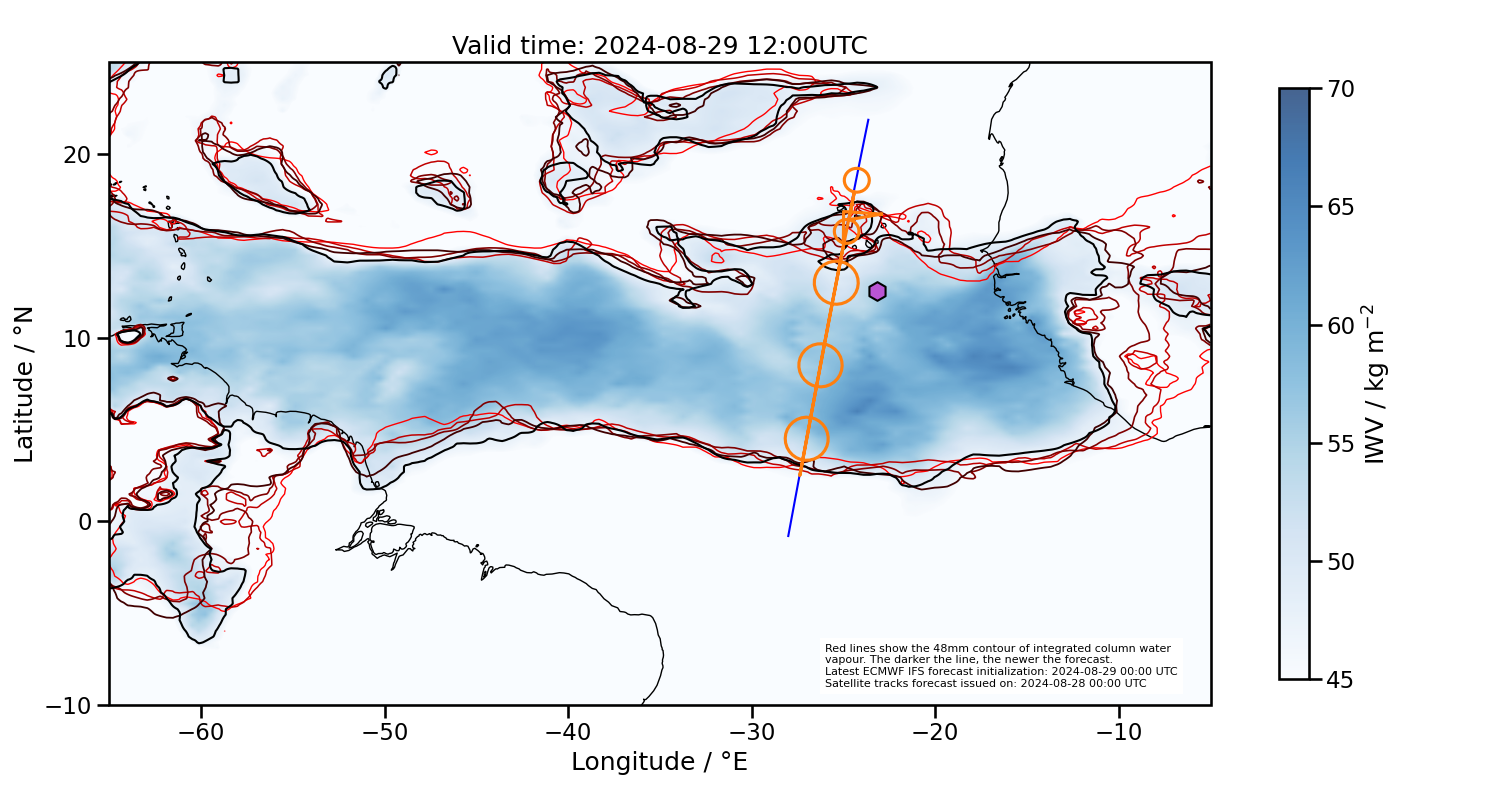 Valid time: 2024-08-29 12:00UTC
20
10
0
−10
Latitude / °N
−60
−50
−40
−30
−20
−10
Longitude / °E
70
65
60
55
50
45
IWV / kg m⁻²
Red lines show the 48mm contour of integrated column water
vapour. The darker the line, the newer the forecast.
Latest ECMWF IFS forecast initialization: 2024-08-29 00:00 UTC
Satellite tracks forecast issued on: 2024-08-28 00:00 UTC